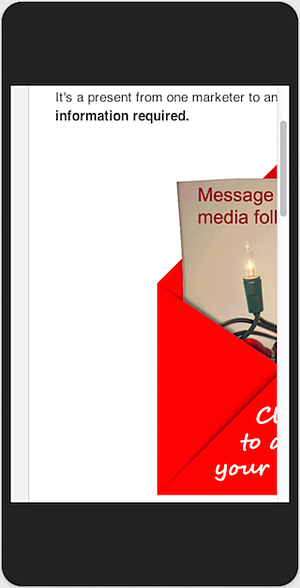 It's a present from one marketer to an
information required.
Message
media foll
Cl
to d
your